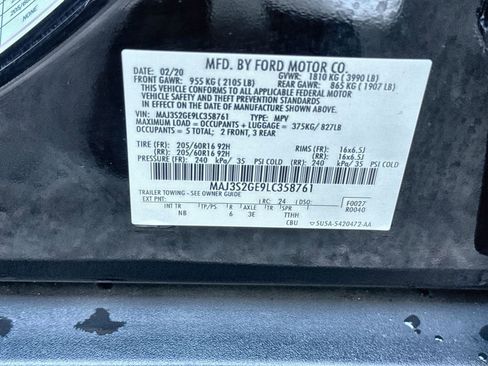 MFD. BY FORD MOTOR CO.
02/20 GVWR: 1810 KG ( 3990 LB)
FRONT GAWR: 955 KG ( 2105 LB) REAR GAWR: 865 KG ( 1907 LB)
THIS VEHICLE CONFORMS TO ALL APPLICABLE FEDERAL MOTOR
VEHICLE SAFETY AND THEFT PREVENTION STANDARDS IN
EFFECT ON THE DATE OF MANUFACTURE SHOWN ABOVE.
VIN: MAJ3S2GE9LC358761 TYPE: MPV
MAXIMUM LOAD = OCCUPANTS + LUGGAGE = 375KG/ 827LB
OCCUPANTS = 5 TOTAL; 2 FRONT, 3 REAR
TIRE (FR): 205/60R16 92H RIMS (FR): 16x6.5J
(RR): 205/60R16 92H (RR): 16x6.5J
PRESSURE (FR): 240 kPa/ 35 PSI COLD (RR): 240 kPa/ 35 PSI COLD
MAJ3S2GE9LC358761
TRAILER TOWING - SEE OWNER GUIDE
EXT PNT: RC: 24 DSO: F0027
R0040
INT TR TP/PS R AXLE TR SPR
NB 6 3E TTHH
CBU SU5A-S420472-AA
NONE